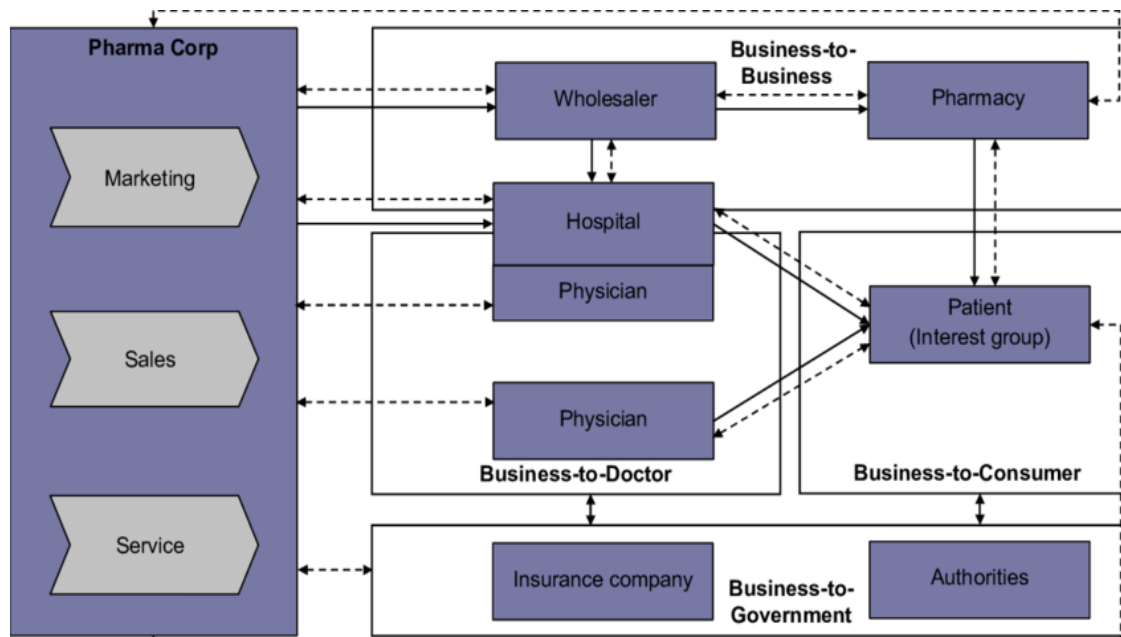 Pharma Corp
Marketing
Sales
Service
Business-to-
Business
Wholesaler
Pharmacy
Hospital
Physician
Physician
Business-to-Doctor
Patient
(Interest group)
Business-to-Consumer
Insurance company
Authorities
Business-to-
Government